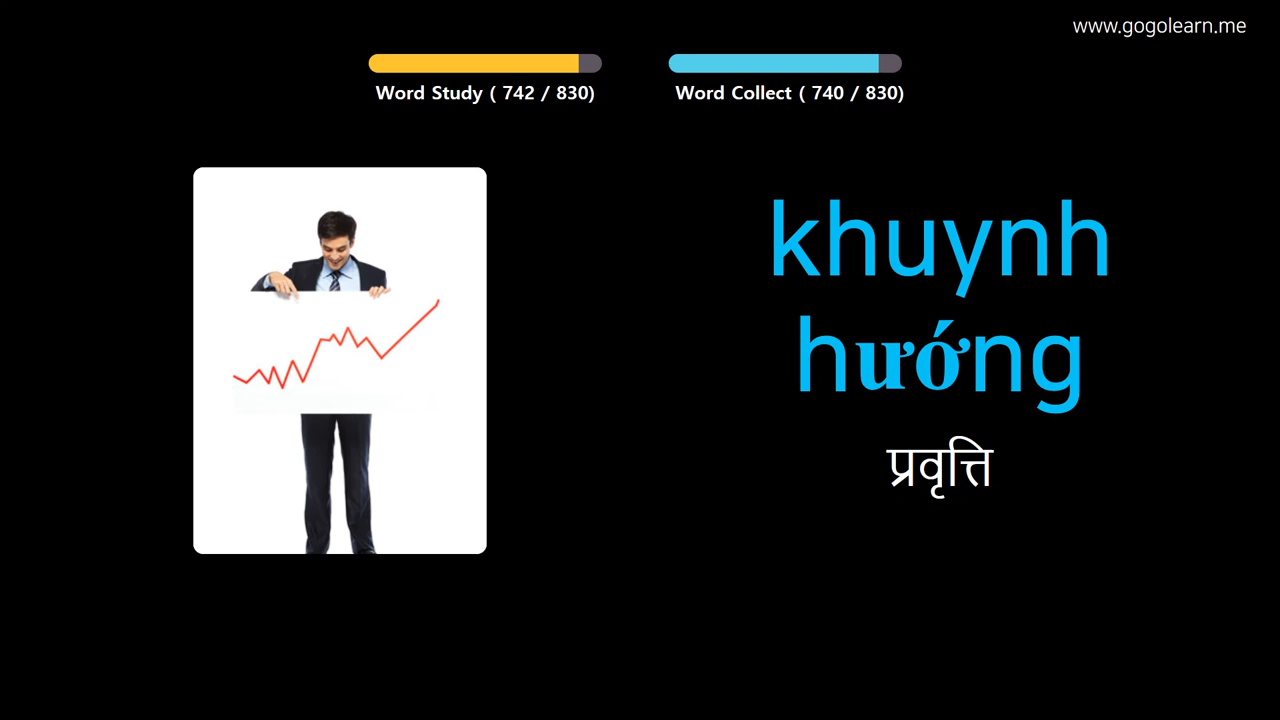 www.gogolearn.me
Word Study ( 742 / 830)
Word Collect ( 740 / 830)
khuynh
hướng
प्रवृत्ति